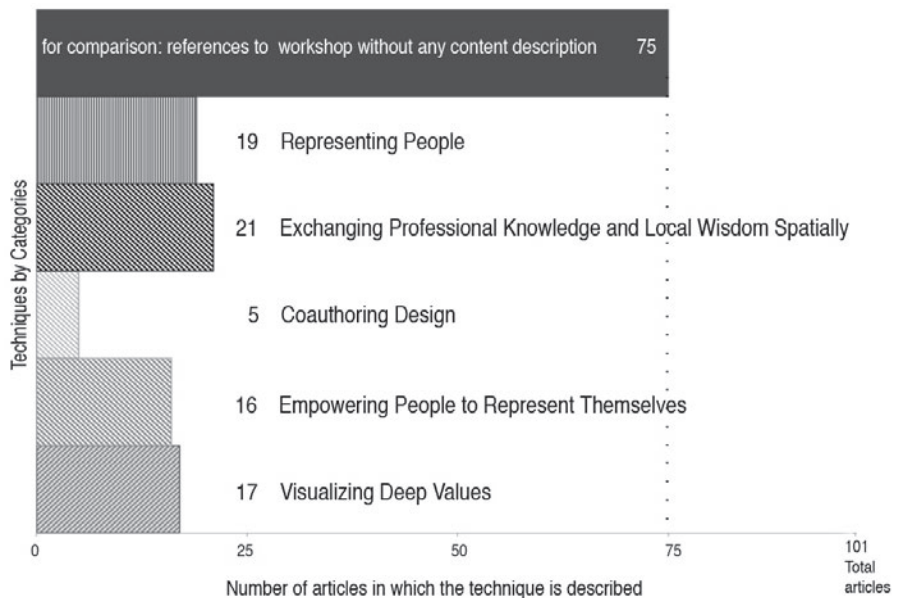 for comparison: references to workshop without any content description 75
19 Representing People
21 Exchanging Professional Knowledge and Local Wisdom Spatially
5 Coauthoring Design
16 Empowering People to Represent Themselves
17 Visualizing Deep Values
Techniques by Categories
0 25 50 75 101
Total
articles
Number of articles in which the technique is described